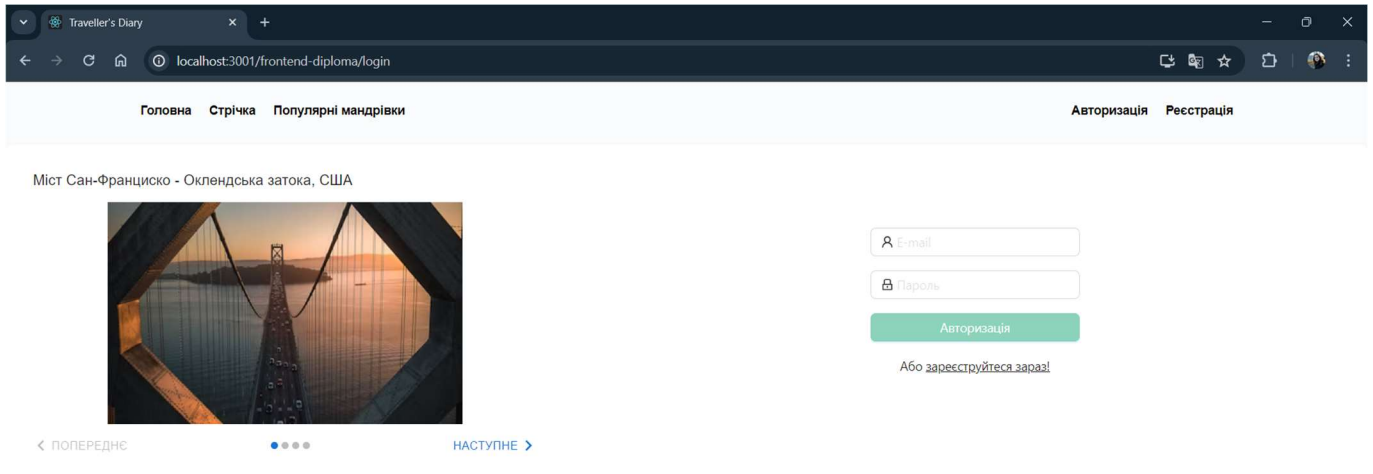 Traveller's Diary
localhost:3001/frontend-diploma/login
Головна Стрічка Популярні мандрівки Авторизація Реєстрація
Міст Сан-Франциско - Оклендська затока, США
E-mail
Пароль
Авторизація
Або зареєструйтеся зараз!
ПОПЕРЕДНЄ НАСТУПНЕ